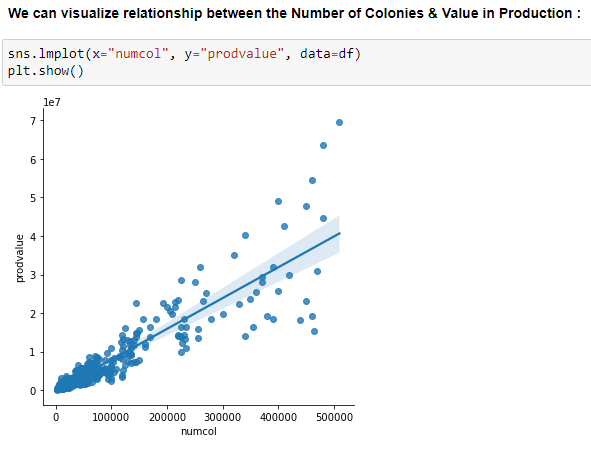 We can visualize relationship between the Number of Colonies & Value in Production :
sns.lmplot(x="numcol", y="prodvalue", data=df)
plt.show()
1e7
7
6
5
4
3
2
1
0
prodvalue
0 100000 200000 300000 400000 500000
numcol